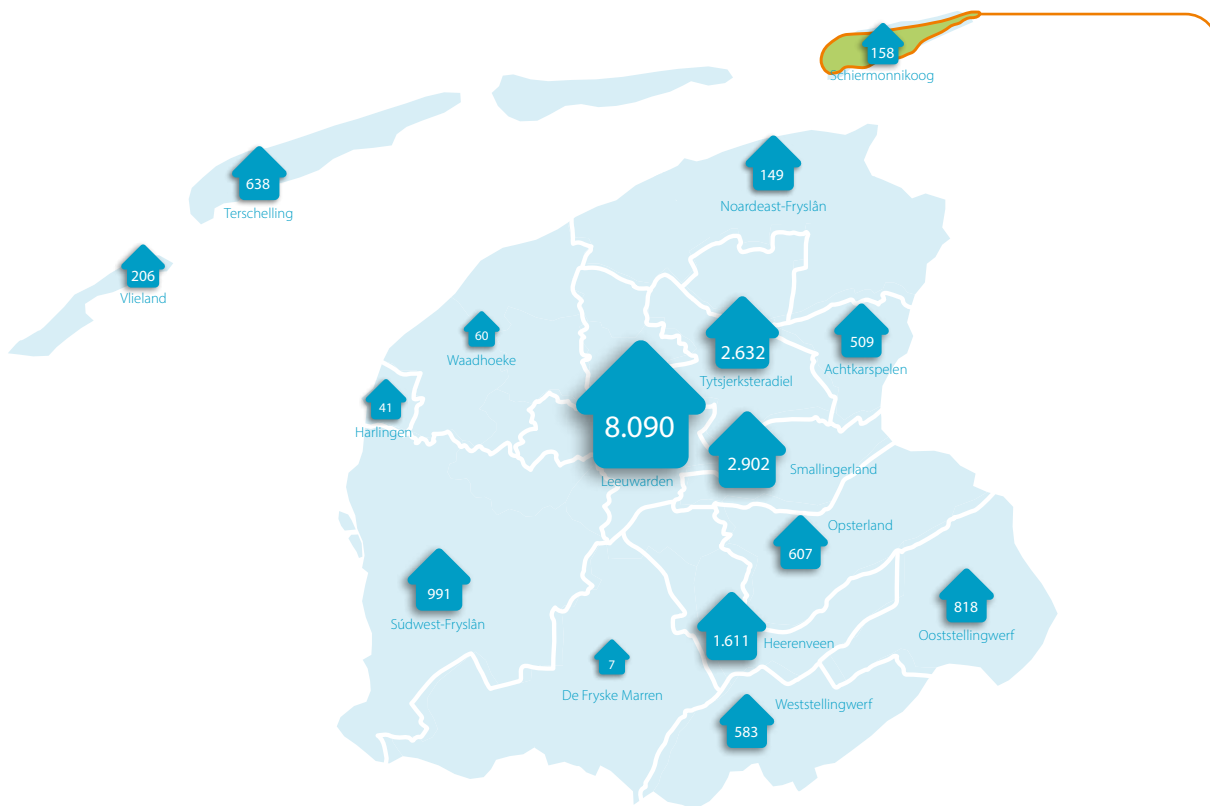 158
Schiermonnikoog
149
Noardeast-Fryslân
638
Terschelling
206
Vlieland
60
Waadhoeke
2.632
Tytsjerksteradiel
509
Achtkarspelen
41
Harlingen
8.090
Leeuwarden
2.902
Smallingerland
607
Opsterland
991
Súdwest-Fryslân
818
Ooststellingwerf
1.611
Heerenveen
7
De Fryske Marren
583
Weststellingwerf